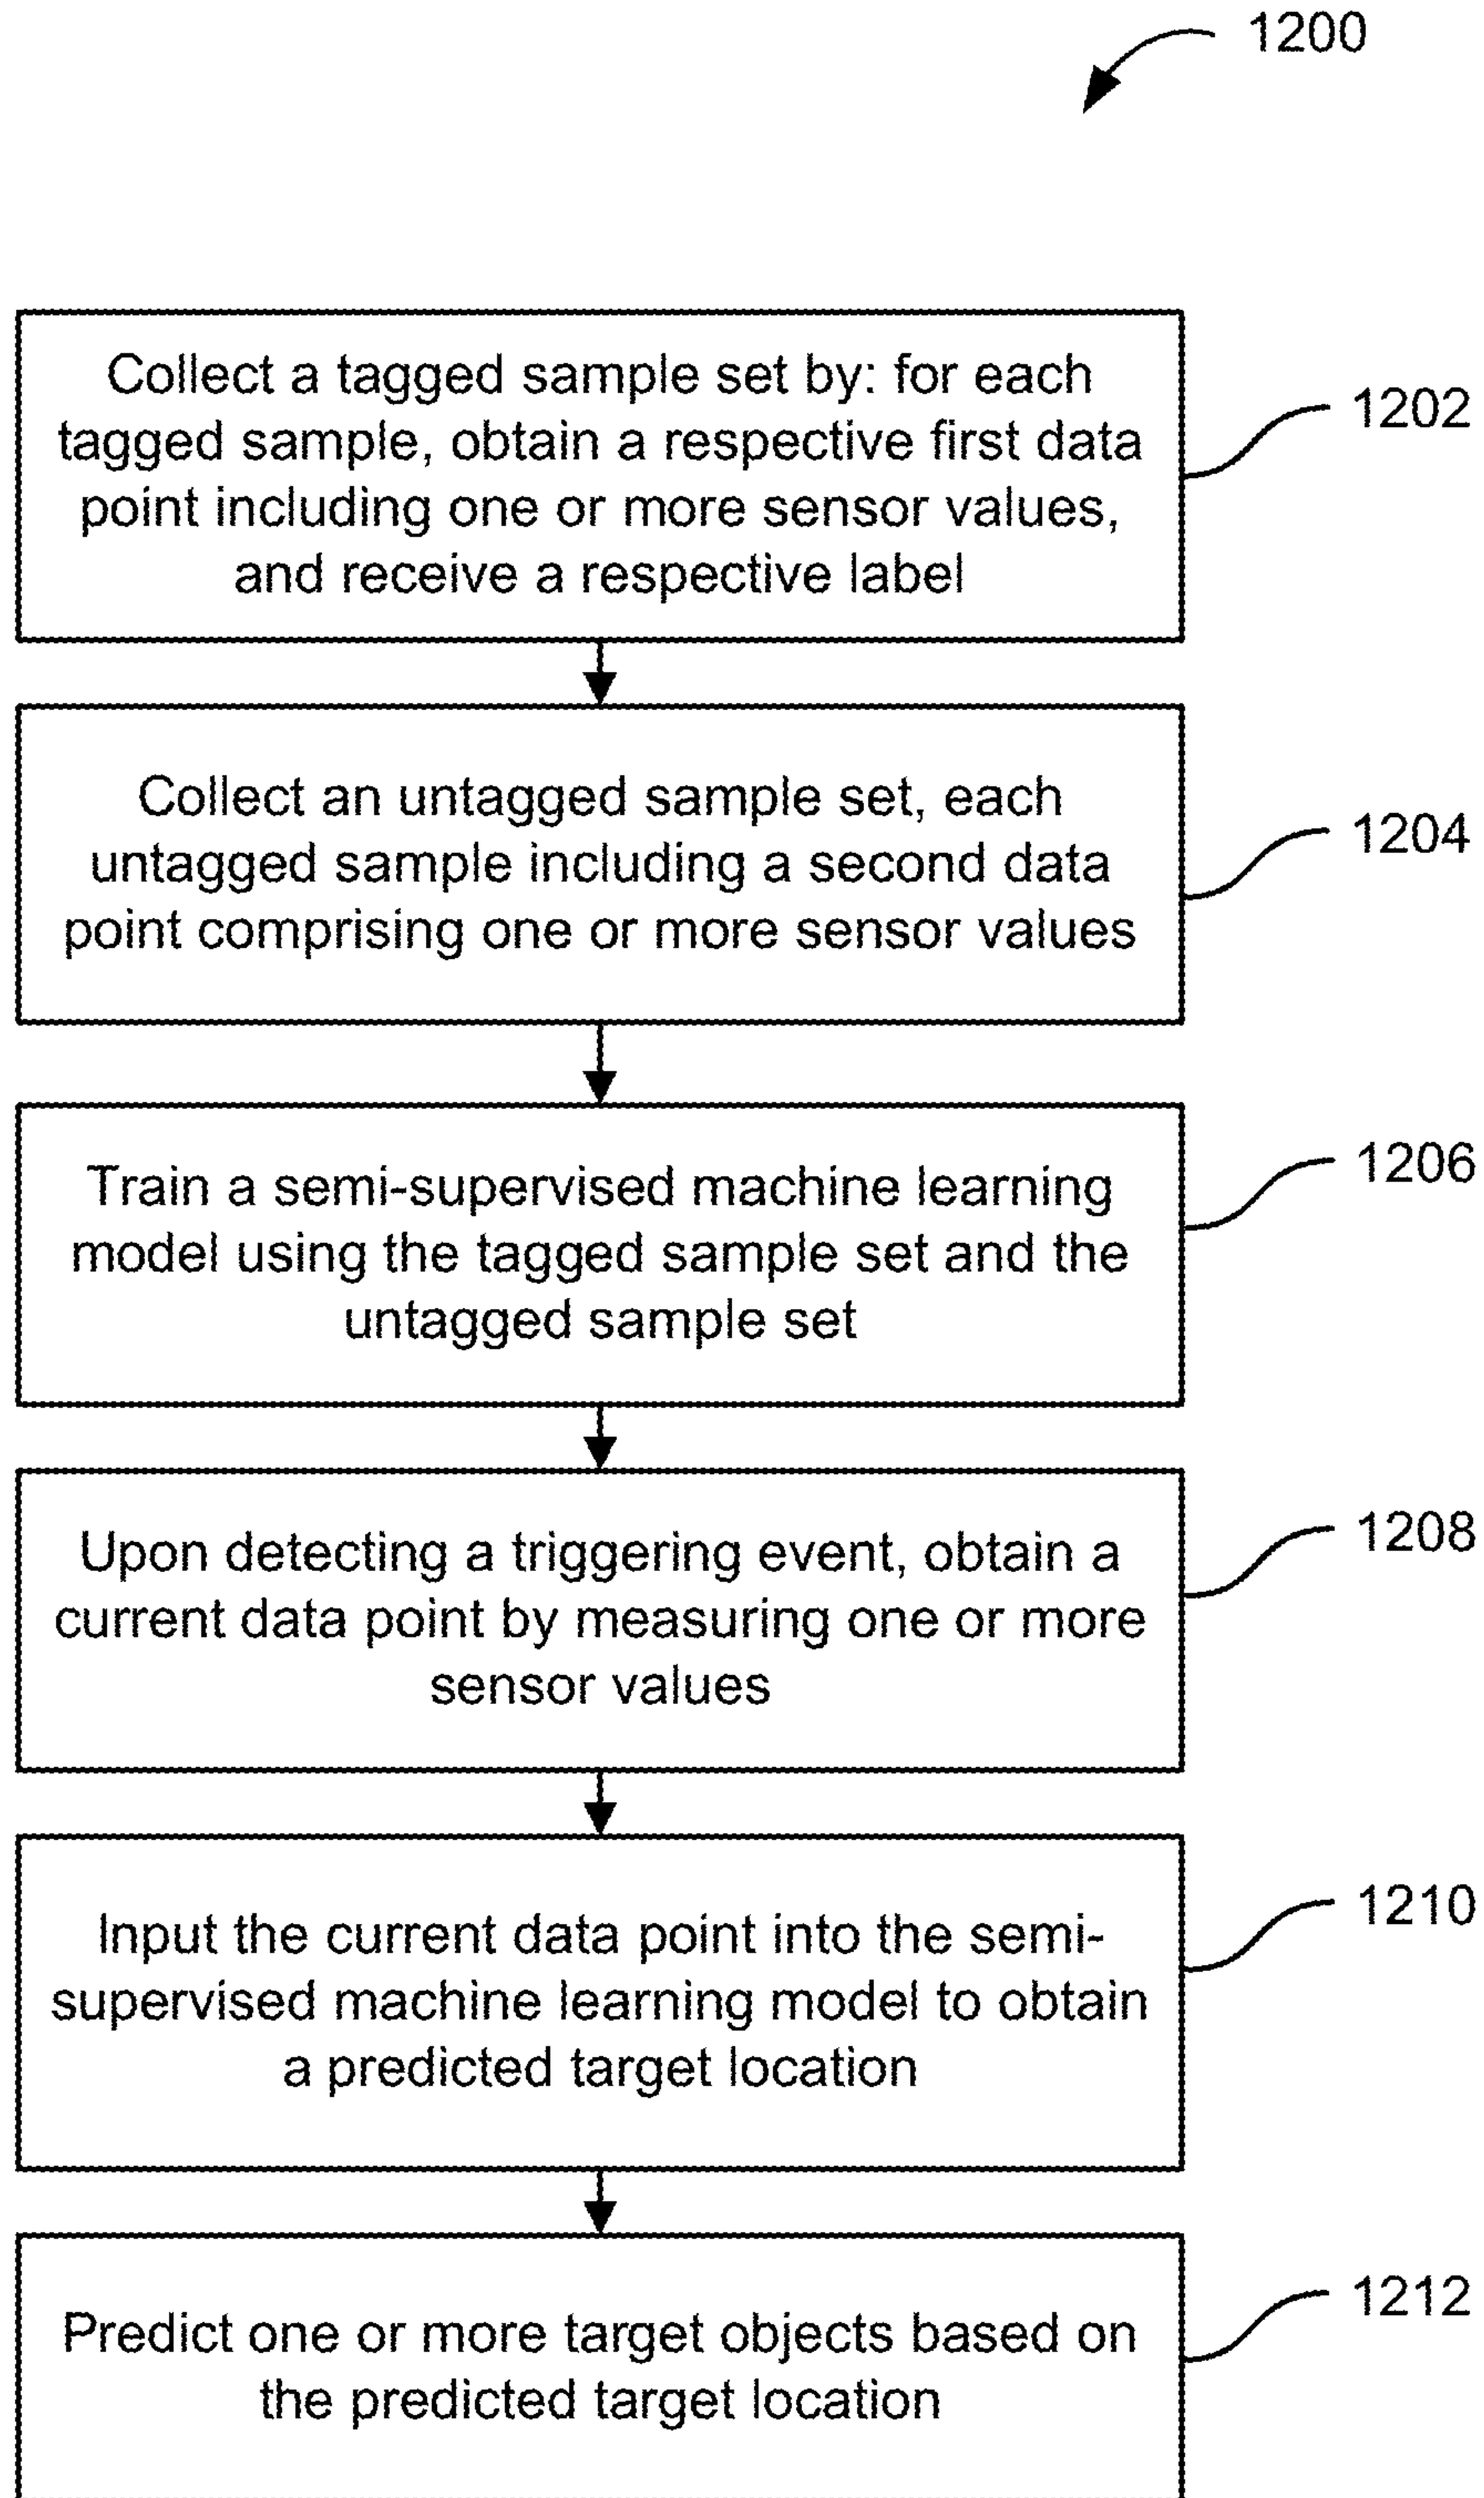 1200
Collect a tagged sample set by: for each
tagged sample, obtain a respective first data
point including one or more sensor values,
and receive a respective label
1202
Collect an untagged sample set, each
untagged sample including a second data
point comprising one or more sensor values
1204
Train a semi-supervised machine learning
model using the tagged sample set and the
untagged sample set
1206
Upon detecting a triggering event, obtain a
current data point by measuring one or more
sensor values
1208
Input the current data point into the semi-
supervised machine learning model to obtain
a predicted target location
1210
Predict one or more target objects based on
the predicted target location
1212